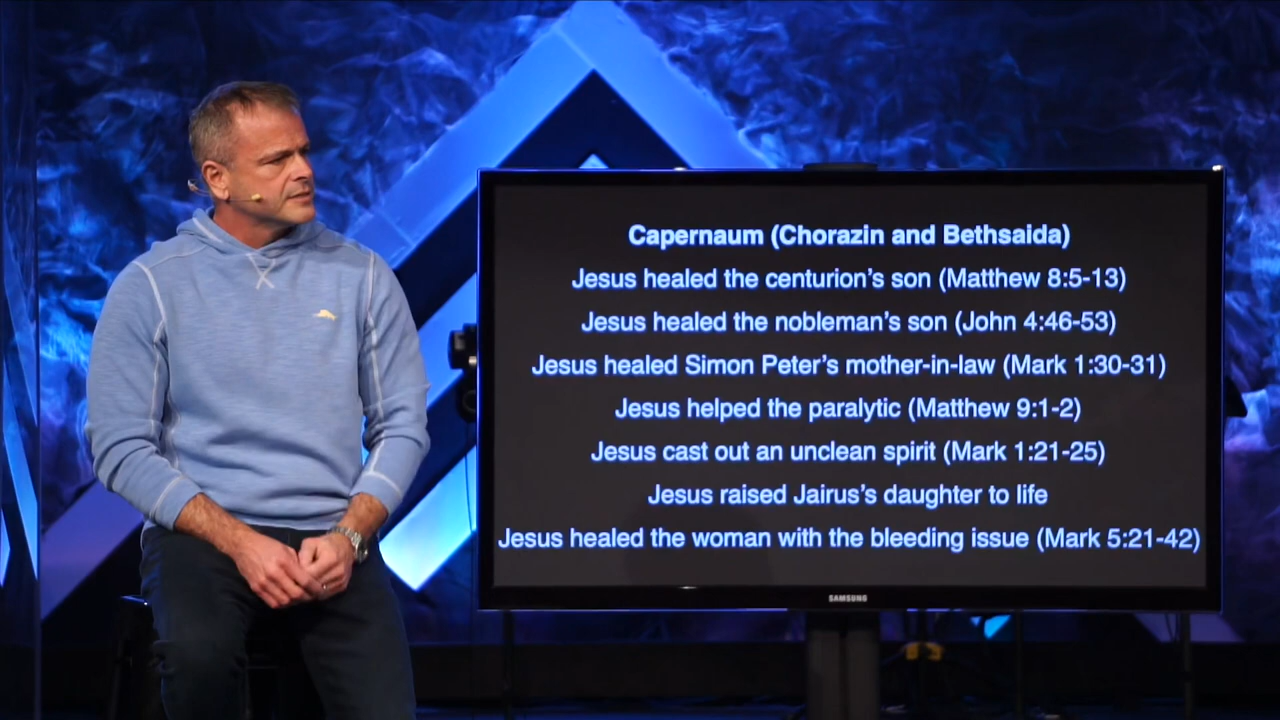 Capernaum (Chorazin and Bethsaida)
Jesus healed the centurion's son (Matthew 8:5-13)
Jesus healed the nobleman's son (John 4:46-53)
Jesus healed Simon Peter's mother-in-law (Mark 1:30-31)
Jesus helped the paralytic (Matthew 9:1-2)
Jesus cast out an unclean spirit (Mark 1:21-25)
Jesus raised Jairus's daughter to life
Jesus healed the woman with the bleeding issue (Mark 5:21-42)
SAMSUNG